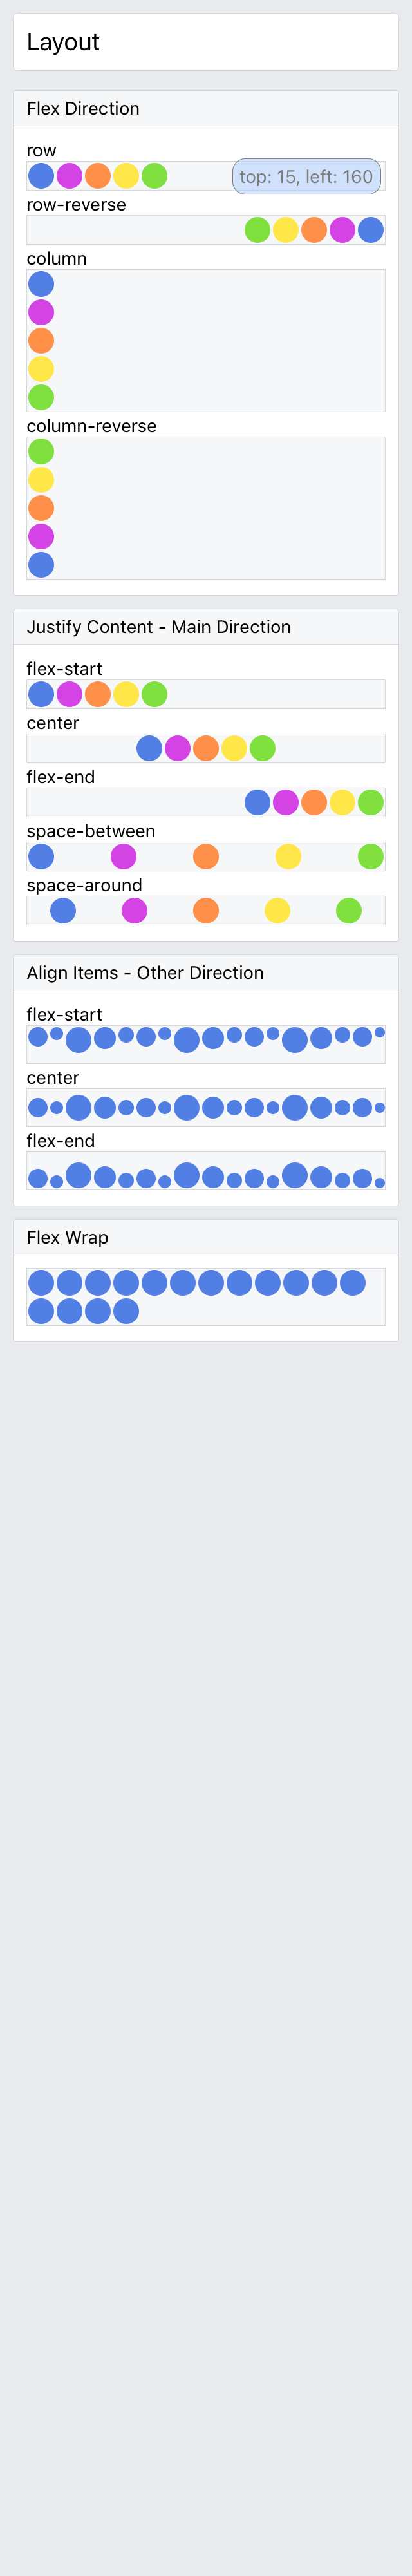 Layout
Flex Direction
row
top: 15, left: 160
row-reverse
column
column-reverse
Justify Content - Main Direction
flex-start
center
flex-end
space-between
space-around
Align Items - Other Direction
flex-start
center
flex-end
Flex Wrap